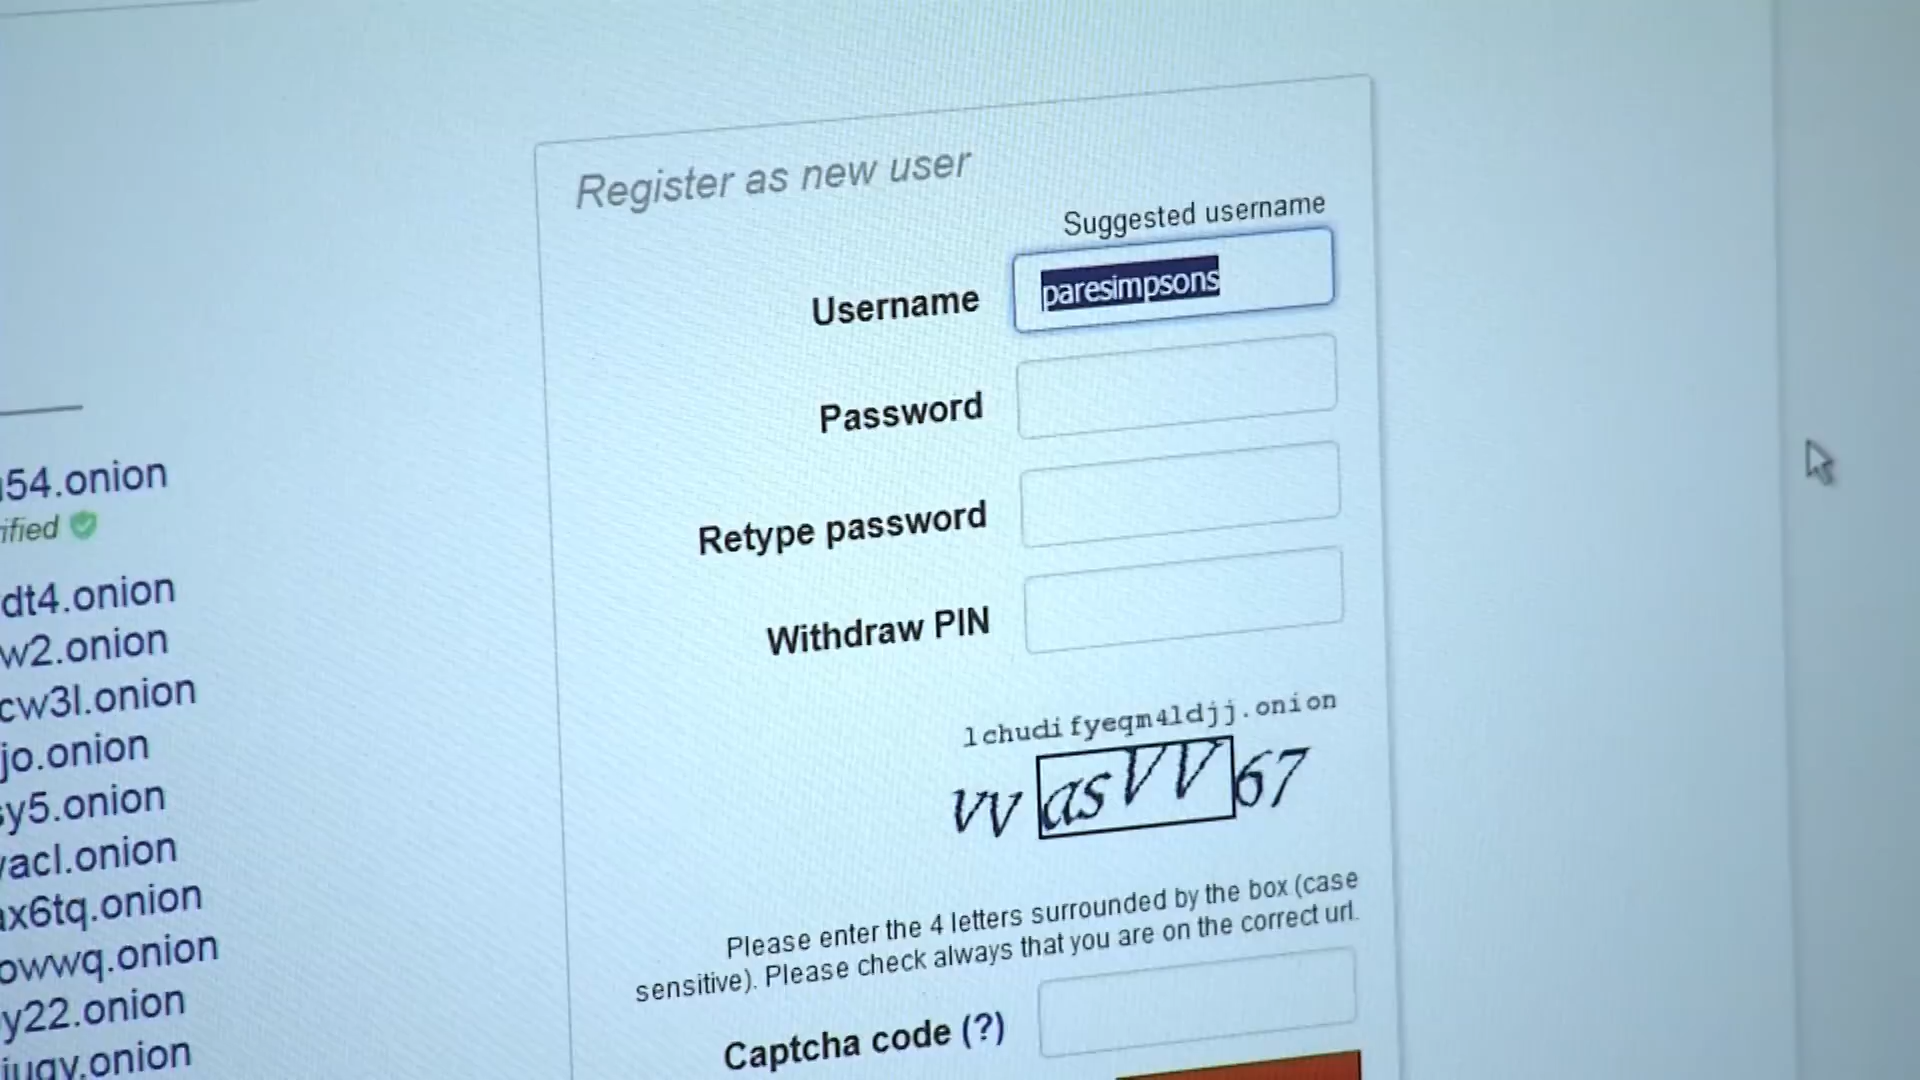 Register as new user
Suggested username
Username
paresimpsons
Password
Retype password
Withdraw PIN
lchudifyeqm4ldjj.onion
vv asVV 67
Please enter the 4 letters surrounded by the box (case
sensitive). Please check always that you are on the correct url.
Captcha code (?)
54.onion
ified
dt4.onion
w2.onion
cw3l.onion
jo.onion
y5.onion
acl.onion
x6tq.onion
owwq.onion
y22.onion